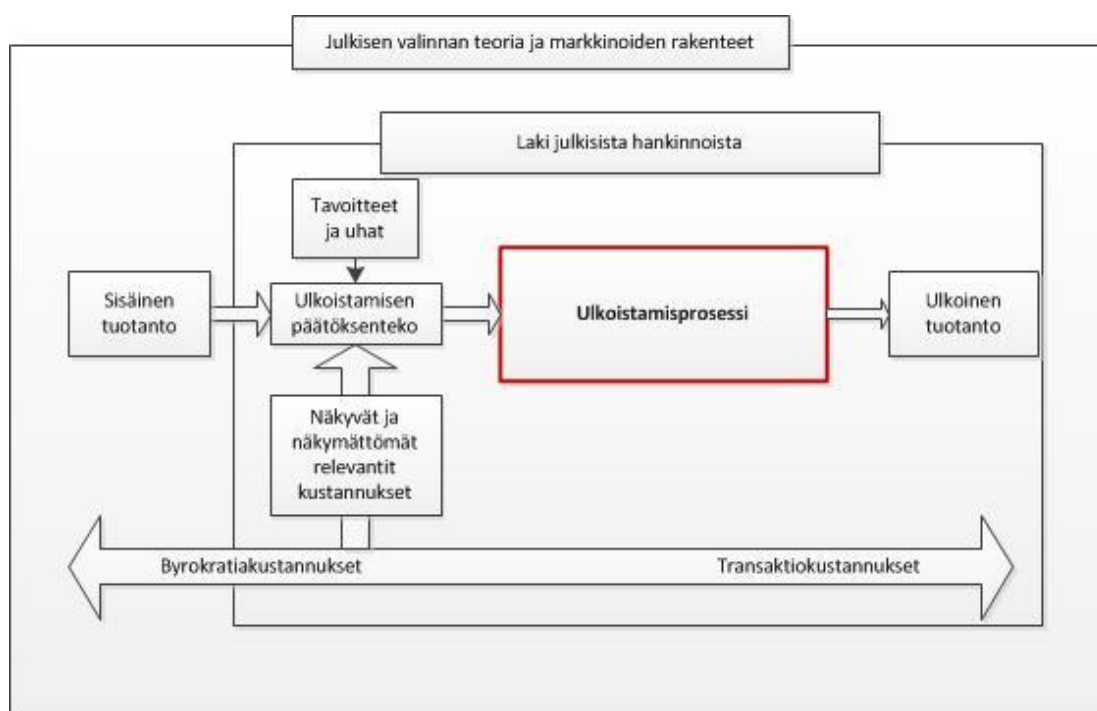 Julkisen valinnan teoria ja markkinoiden rakenteet
Laki julkisista hankinnoista
Tavoitteet
ja uhat
Sisäinen
tuotanto
Ulkoistamisen
päätöksenteko
Ulkoistamisprosessi
Ulkoinen
tuotanto
Näkyvät ja
näkymättömät
relevantit
kustannukset
Byrokratiakustannukset
Transaktiokustannukset